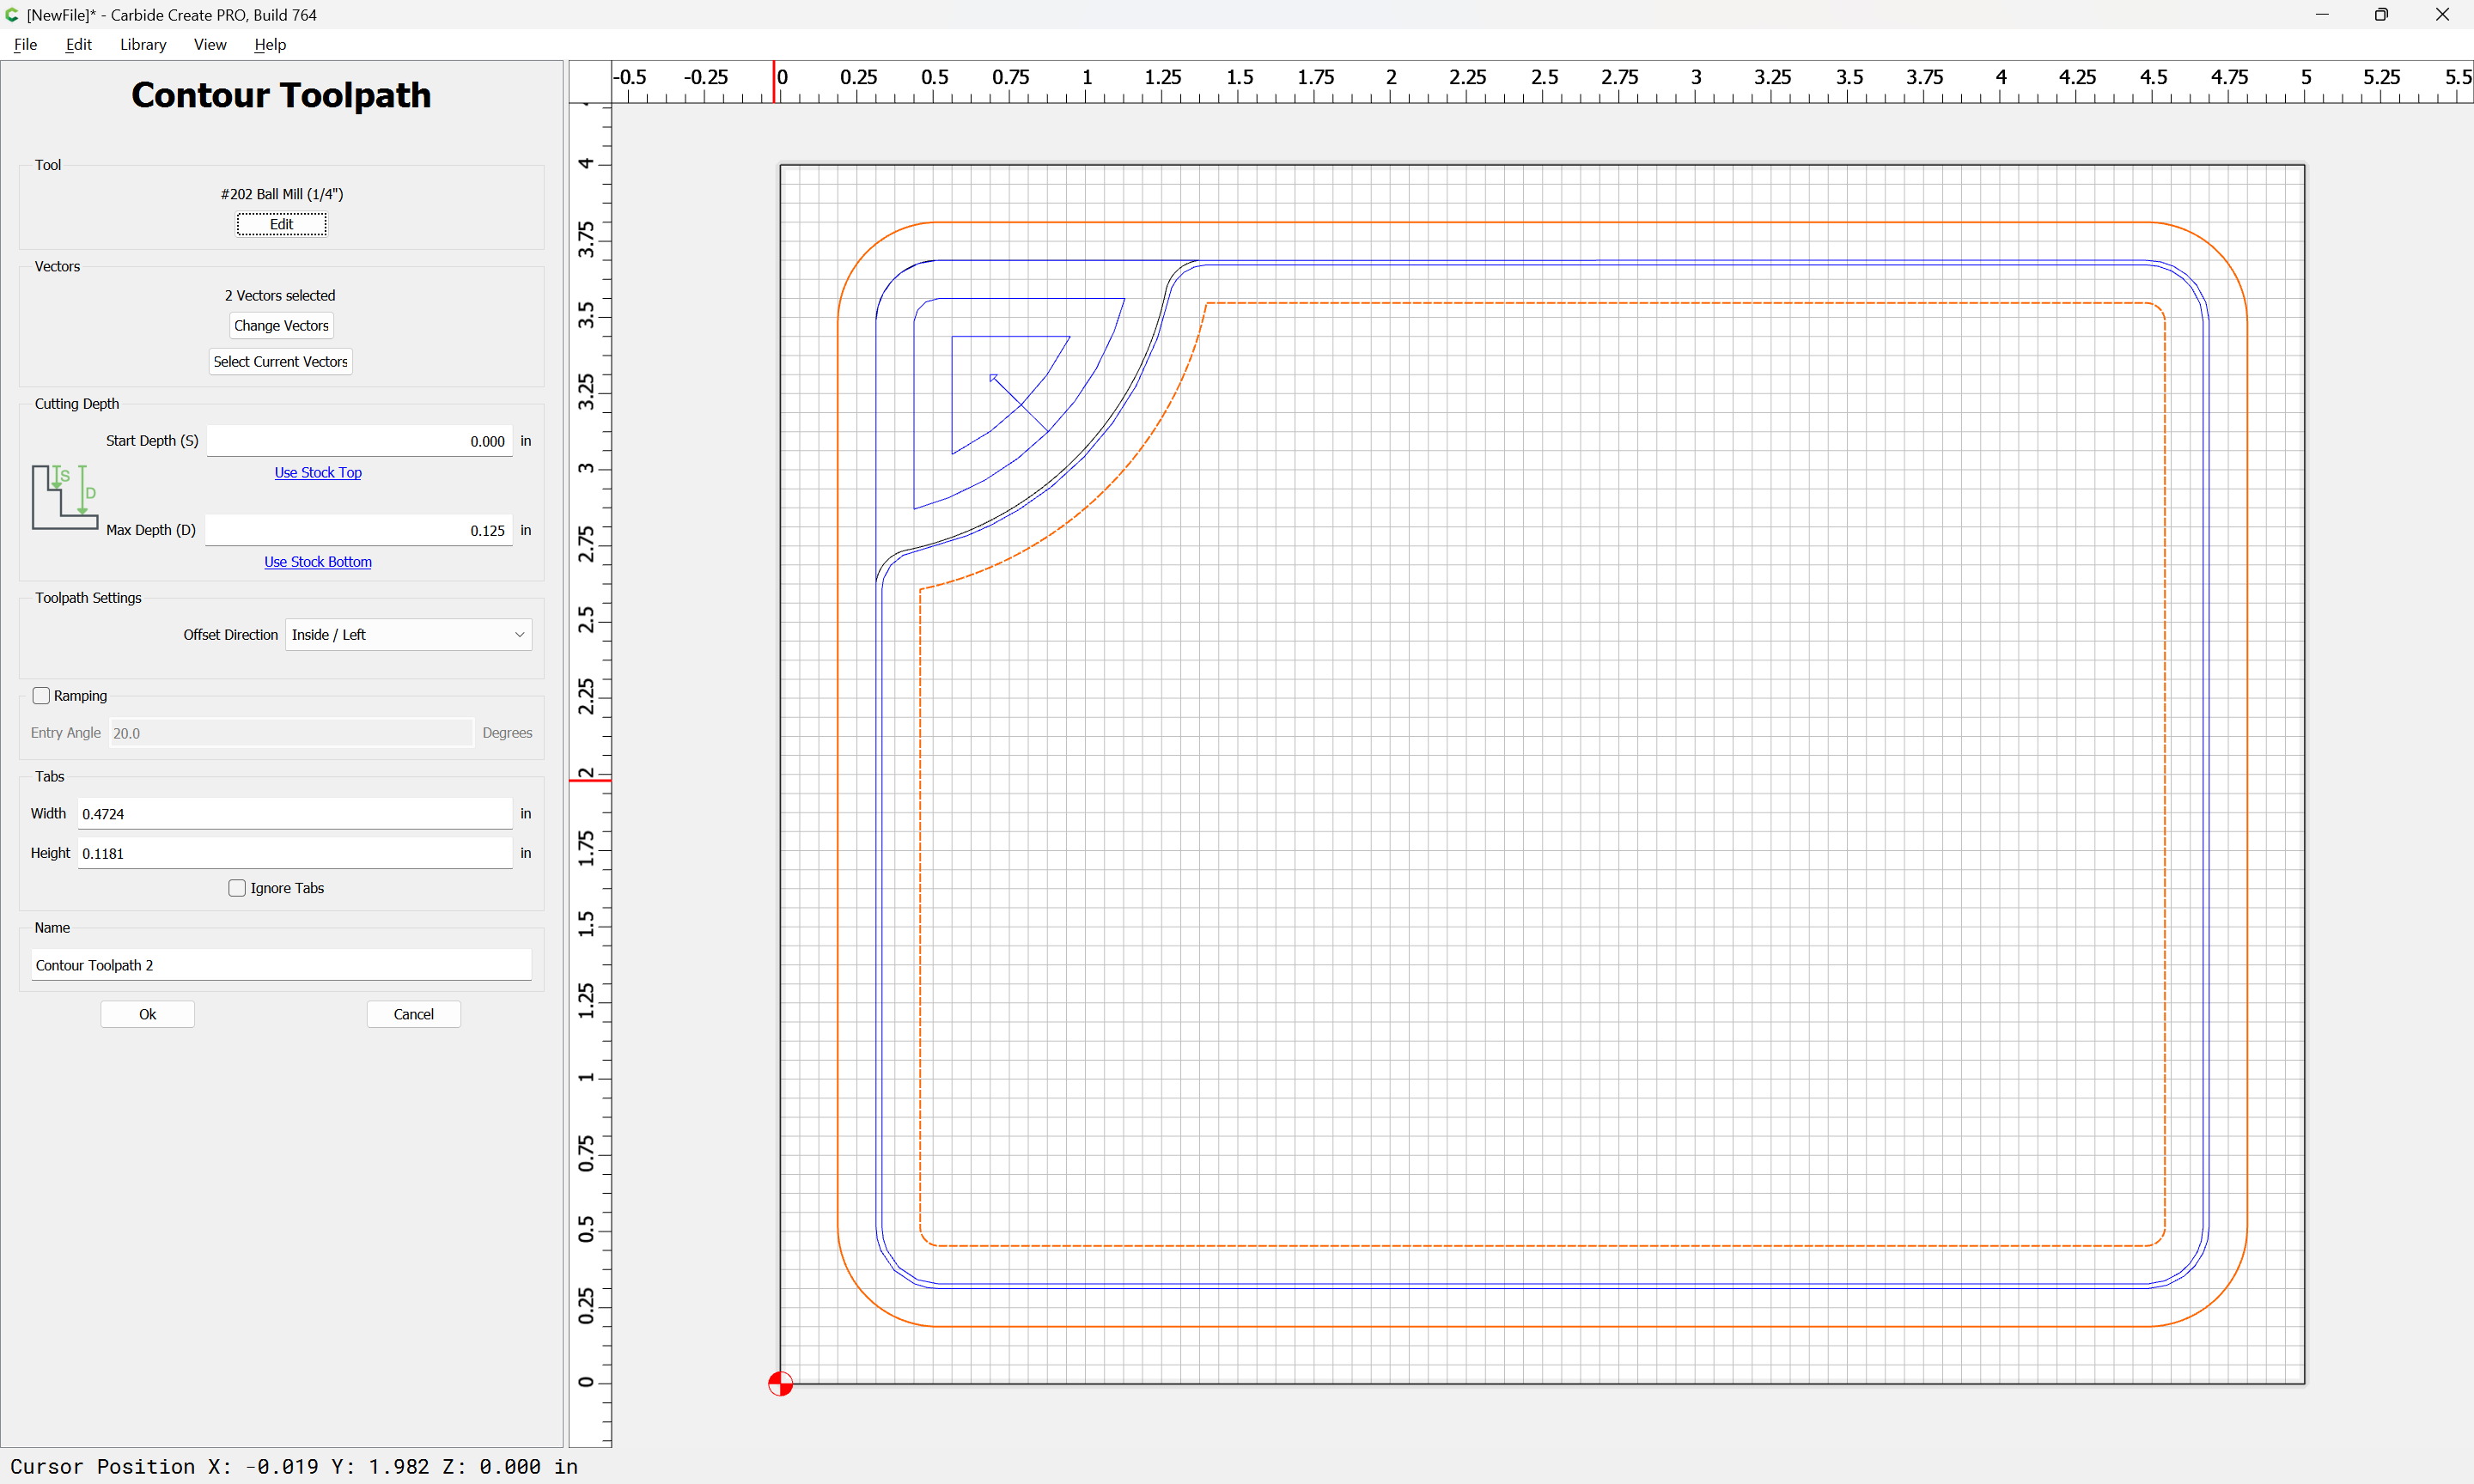 [NewFile]* - Carbide Create PRO, Build 764
File Edit Library View Help
Contour Toolpath
Tool
#202 Ball Mill (1/4")
Edit
Vectors
2 Vectors selected
Change Vectors
Select Current Vectors
Cutting Depth
Start Depth (S) 0.000 in
Use Stock Top
S
D
Max Depth (D) 0.125 in
Use Stock Bottom
Toolpath Settings
Offset Direction Inside / Left
Ramping
Entry Angle 20.0 Degrees
Tabs
Width 0.4724 in
Height 0.1181 in
Ignore Tabs
Name
Contour Toolpath 2
Ok Cancel
-0.5 -0.25 0 0.25 0.5 0.75 1 1.25 1.5 1.75 2 2.25 2.5 2.75 3 3.25 3.5 3.75 4 4.25 4.5 4.75 5 5.25 5.5
4
3.75
3.5
3.25
3
2.75
2.5
2.25
2
1.75
1.5
1.25
1
0.75
0.5
0.25
0
Cursor Position X: -0.019 Y: 1.982 Z: 0.000 in